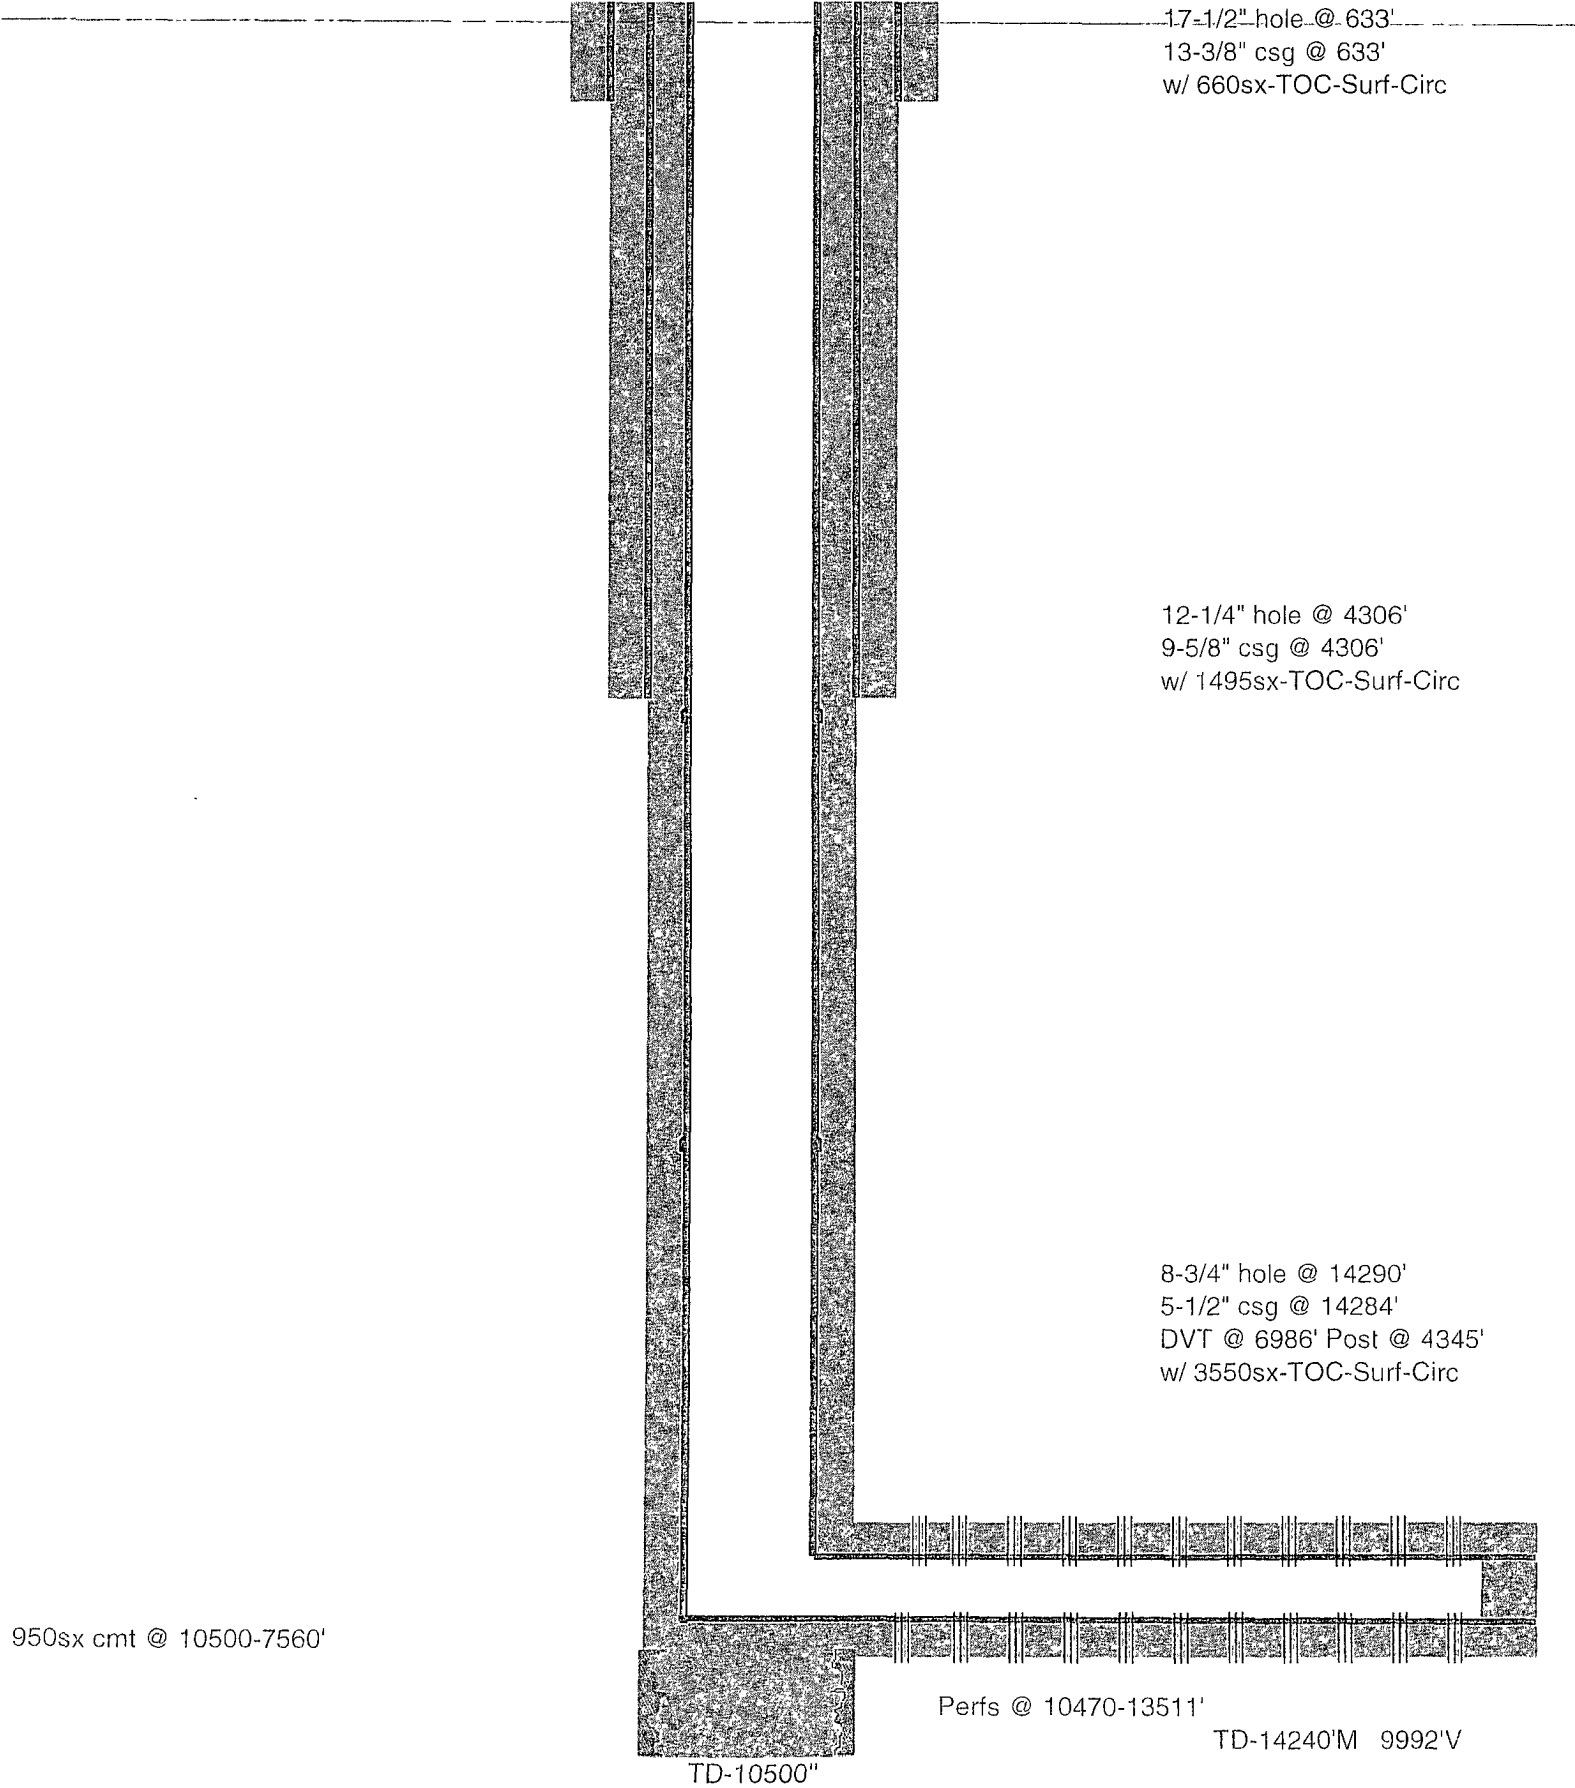 17-1/2" hole @ 633'
13-3/8" csg @ 633'
w/ 660sx-TOC-Surf-Circ
12-1/4" hole @ 4306'
9-5/8" csg @ 4306'
w/ 1495sx-TOC-Surf-Circ
8-3/4" hole @ 14290'
5-1/2" csg @ 14284'
DVT @ 6986' Post @ 4345'
w/ 3550sx-TOC-Surf-Circ
950sx cmt @ 10500-7560'
Perfs @ 10470-13511'
TD-14240'M 9992'V
TD-10500"